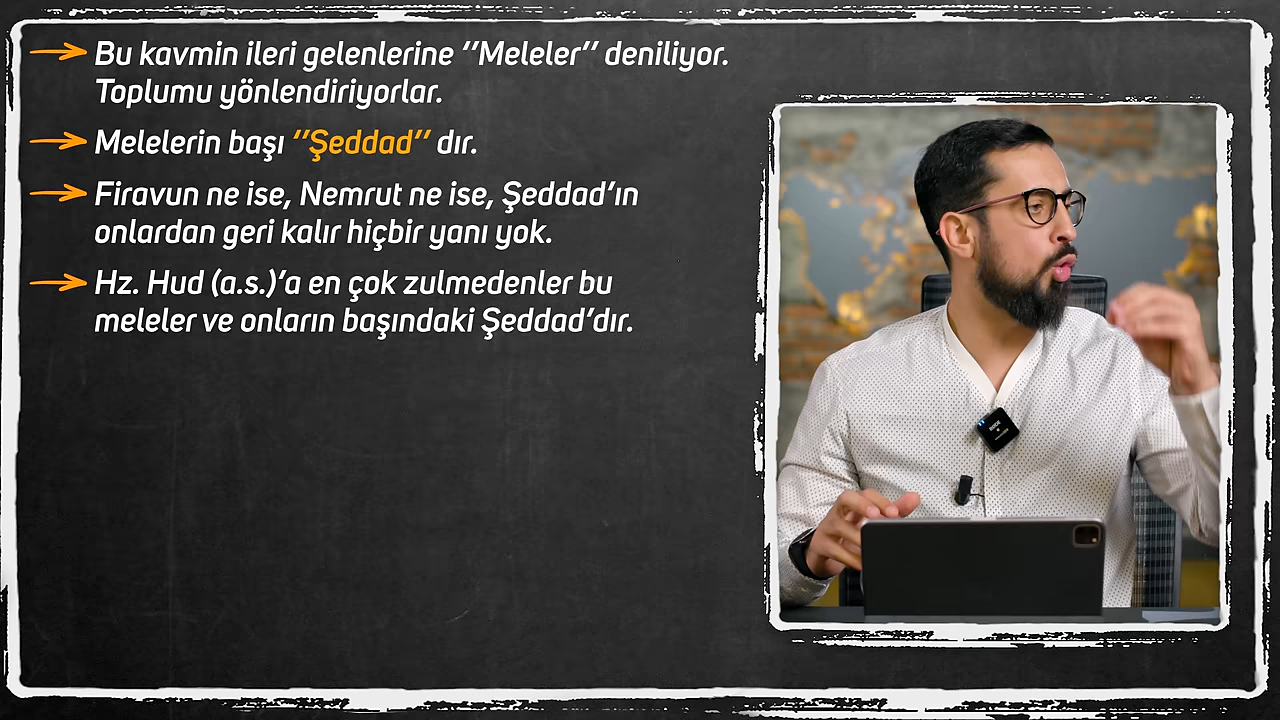 Bu kavmin ileri gelenlerine ‘’Meleler’’ deniliyor.
Toplumu yönlendiriyorlar.
Melelerin başı ‘’Şeddad’’ dır.
Firavun ne ise, Nemrut ne ise, Şeddad’ın
onlardan geri kalır hiçbir yanı yok.
Hz. Hud (a.s.)’a en çok zulmedenler bu
meleler ve onların başındaki Şeddad’dır.